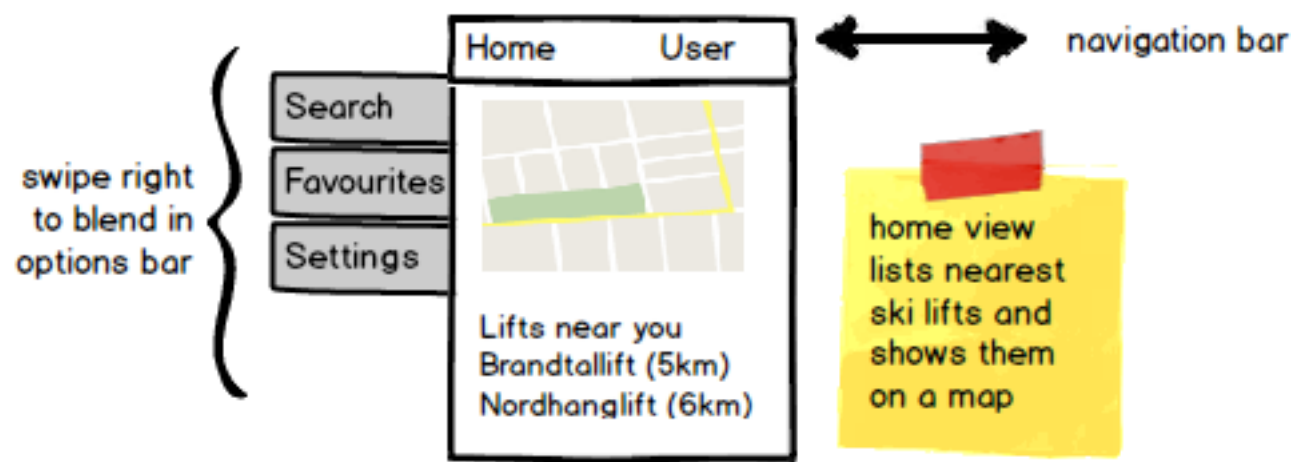 Home User
navigation bar
Search
Favourites
Settings
swipe right
to blend in
options bar
Lifts near you
Brandtallift (5km)
Nordhanglift (6km)
home view
lists nearest
ski lifts and
shows them
on a map